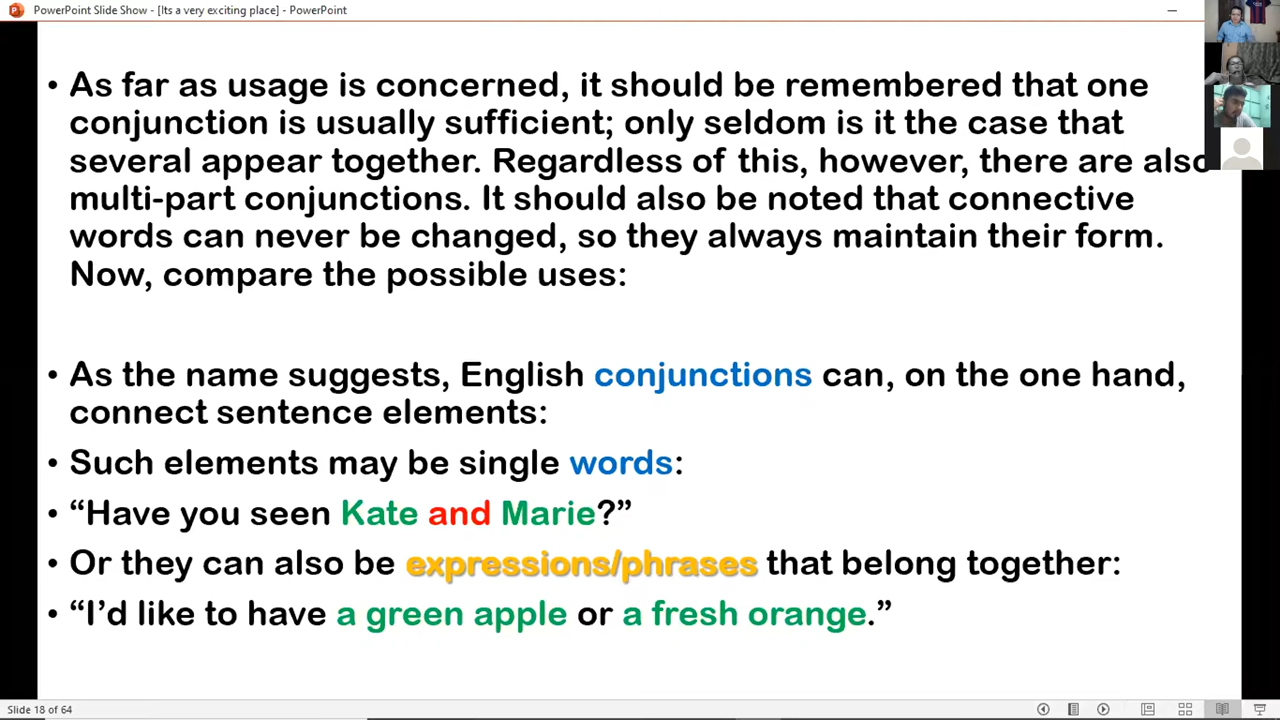 PowerPoint Slide Show - [Its a very exciting place] - PowerPoint
• As far as usage is concerned, it should be remembered that one
conjunction is usually sufficient; only seldom is it the case that
several appear together. Regardless of this, however, there are also
multi-part conjunctions. It should also be noted that connective
words can never be changed, so they always maintain their form.
Now, compare the possible uses:
• As the name suggests, English conjunctions can, on the one hand,
connect sentence elements:
• Such elements may be single words:
• “Have you seen Kate and Marie?”
• Or they can also be expressions/phrases that belong together:
• “I’d like to have a green apple or a fresh orange.”
Slide 18 of 64